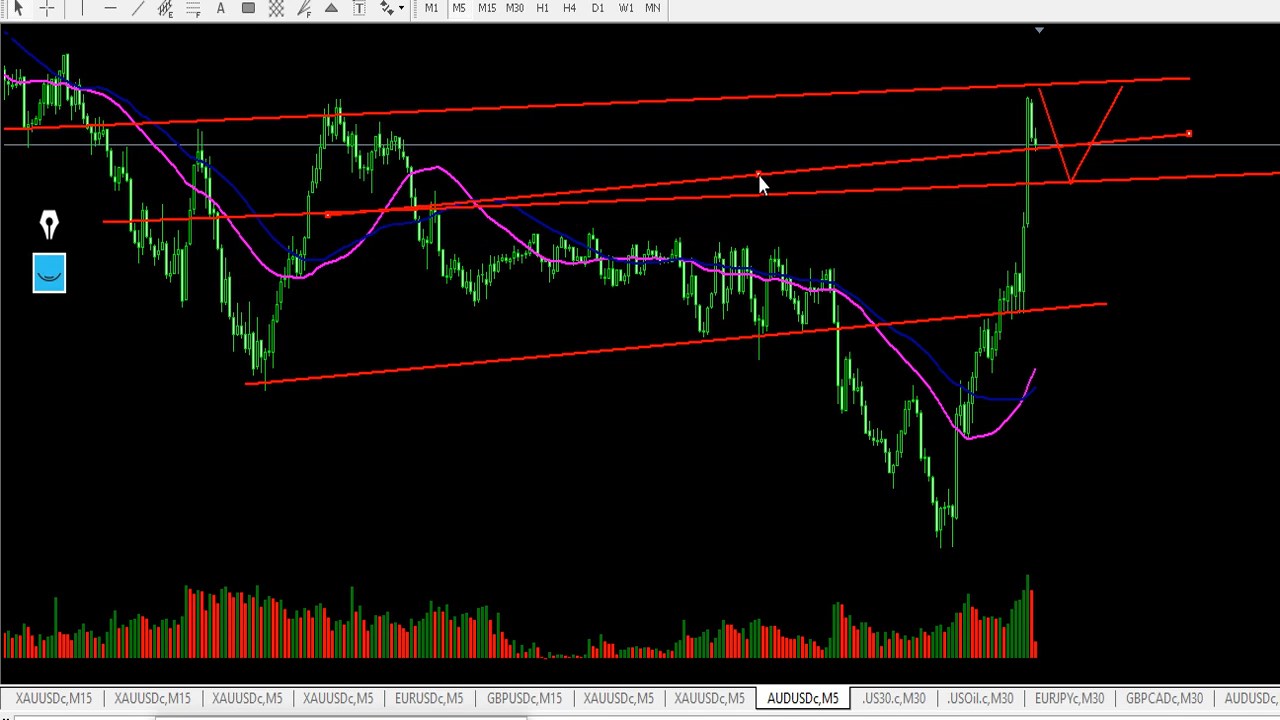 A T M1 M5 M15 M30 H1 H4 D1 W1 MN
XAUUSDc,M15 XAUUSDc,M15 XAUUSDc,M5 XAUUSDc,M5 EURUSDc,M5 GBPUSDc,M15 XAUUSDc,M5 XAUUSDc,M5 AUDUSDc,M5 .US30.c,M30 .USOil.c,M30 EURJPYc,M30 GBPCADc,M30 AUDUSDc,